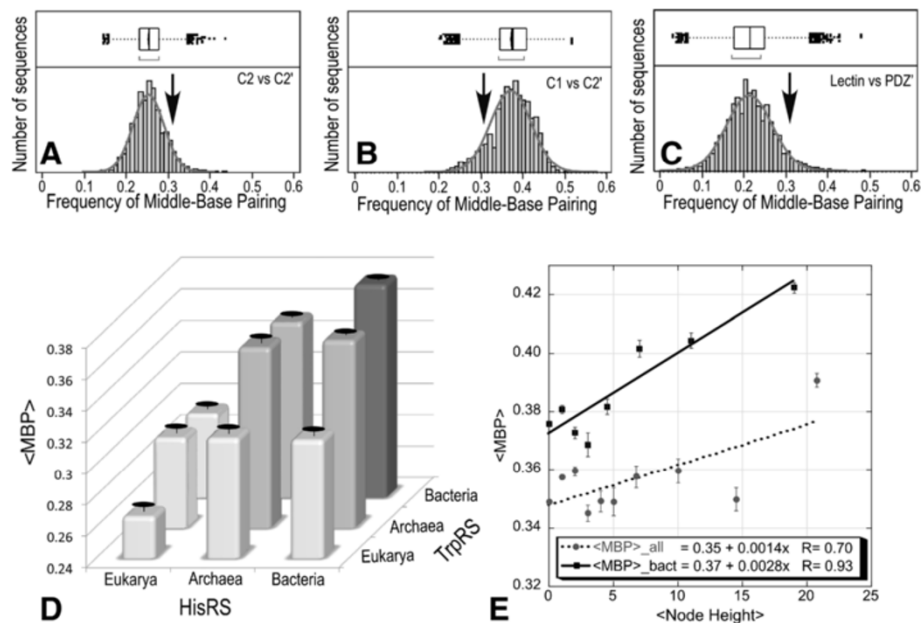 Number of sequences
C2 vs C2'
A
0 0.1 0.2 0.3 0.4 0.5 0.6
Frequency of Middle-Base Pairing
Number of sequences
C1 vs C2'
B
0 0.1 0.2 0.3 0.4 0.5 0.6
Frequency of Middle-Base Pairing
Number of sequences
Lectin vs PDZ'
C
0 0.1 0.2 0.3 0.4 0.5 0.6
Frequency of Middle-Base Pairing
<MBP>
0.38
0.36
0.34
0.32
0.3
0.28
0.26
0.24
Eukarya Archaea Bacteria
HisRS
Bacteria
Archaea
Eukarya
TrpRS
D
<MBP>
0.42
0.40
0.38
0.36
0.34
0.32
<MBP>_all = 0.35 + 0.0014x R= 0.70
<MBP>_bact = 0.37 + 0.0028x R= 0.93
0 5 10 15 20 25
E
<Node Height>